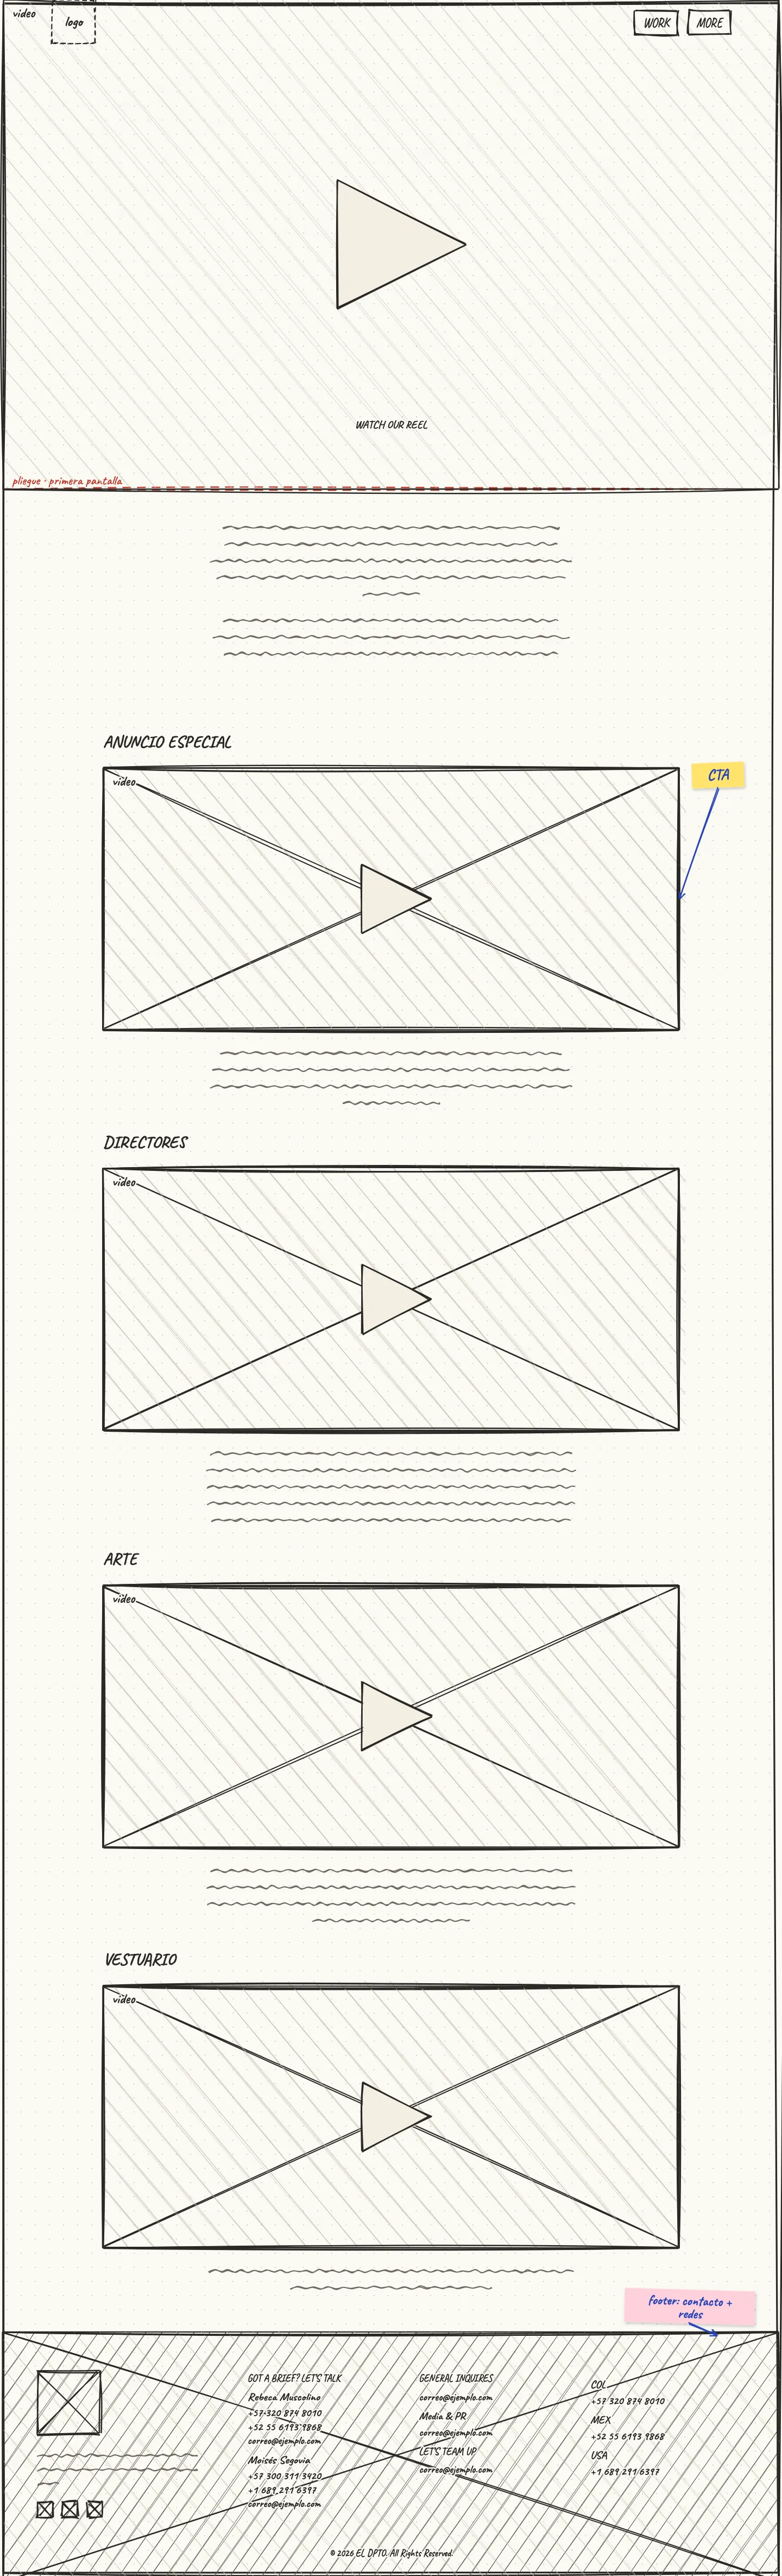 video
logo
WORK
MORE
WATCH OUR REEL
pliegue · primera pantalla
ANUNCIO ESPECIAL
video
CTA
DIRECTORES
video
ARTE
video
VESTUARIO
video
footer: contacto +
redes
GOT A BRIEF? LET'S TALK
Rebeca Muscolino
+57 320 874 8010
+52 55 6193 9868
correo@ejemplo.com
Moisés Segovia
+57 300 311 3420
+1 689 291 6397
correo@ejemplo.com
GENERAL INQUIRES
correo@ejemplo.com
Media & PR
correo@ejemplo.com
LET'S TEAM UP
correo@ejemplo.com
COL
+57 320 874 8010
MEX
+52 55 6193 9868
USA
+1 689 291 6397
© 2026 EL DPTO. All Rights Reserved.